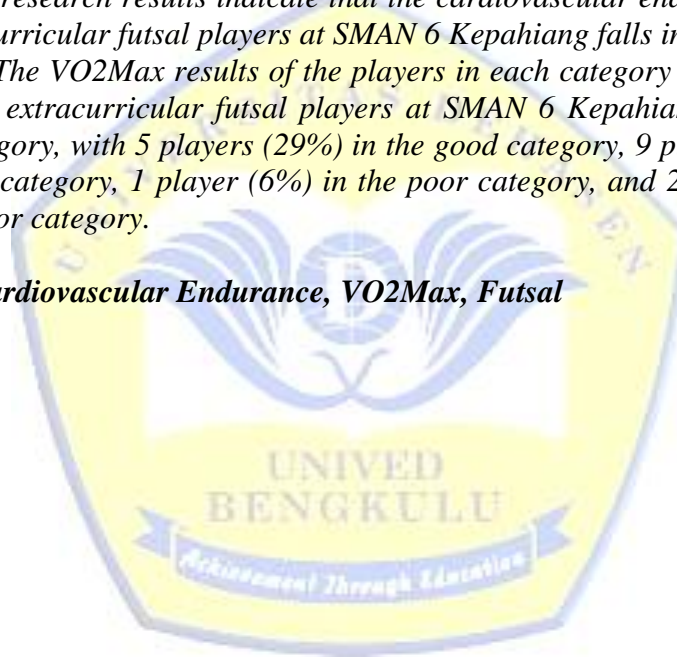 research results indicate that the cardiovascular end
urricular futsal players at SMAN 6 Kepahiang falls in
The VO2Max results of the players in each category
extracurricular futsal players at SMAN 6 Kepahian
gory, with 5 players (29%) in the good category, 9 p
category, 1 player (6%) in the poor category, and 2
or category.
rdiovascular Endurance, VO2Max, Futsal
UNIVED
BENGKULU
Achievement Through Education